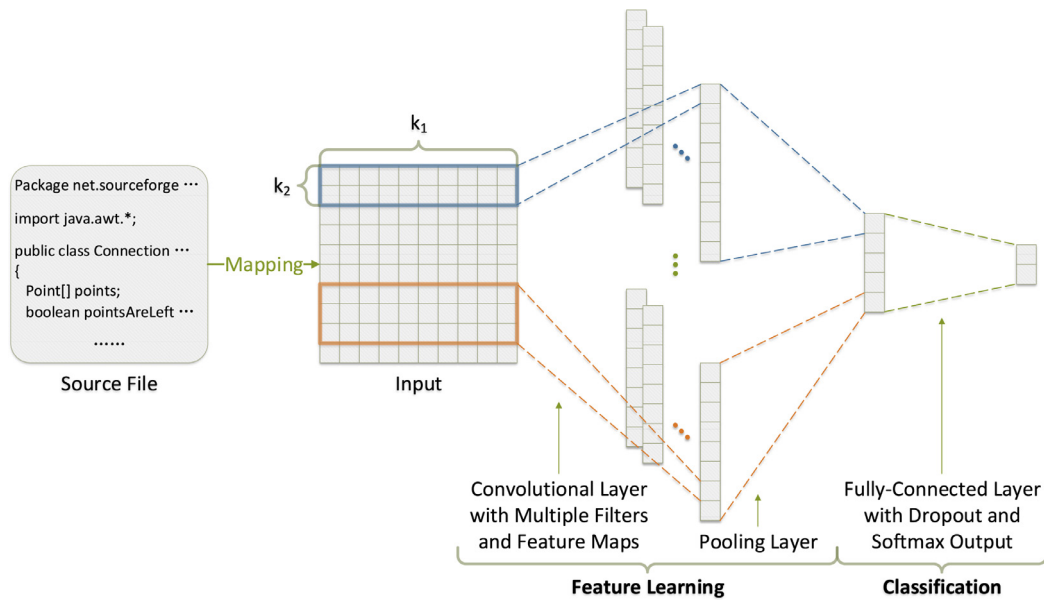 Package net.sourceforge ···
import java.awt.*;
public class Connection ···
{
Point[] points;
boolean pointsAreLeft ···
······
Source File
Mapping
k1
k2
Input
Convolutional Layer
with Multiple Filters
and Feature Maps
Pooling Layer
Fully-Connected Layer
with Dropout and
Softmax Output
Feature Learning
Classification